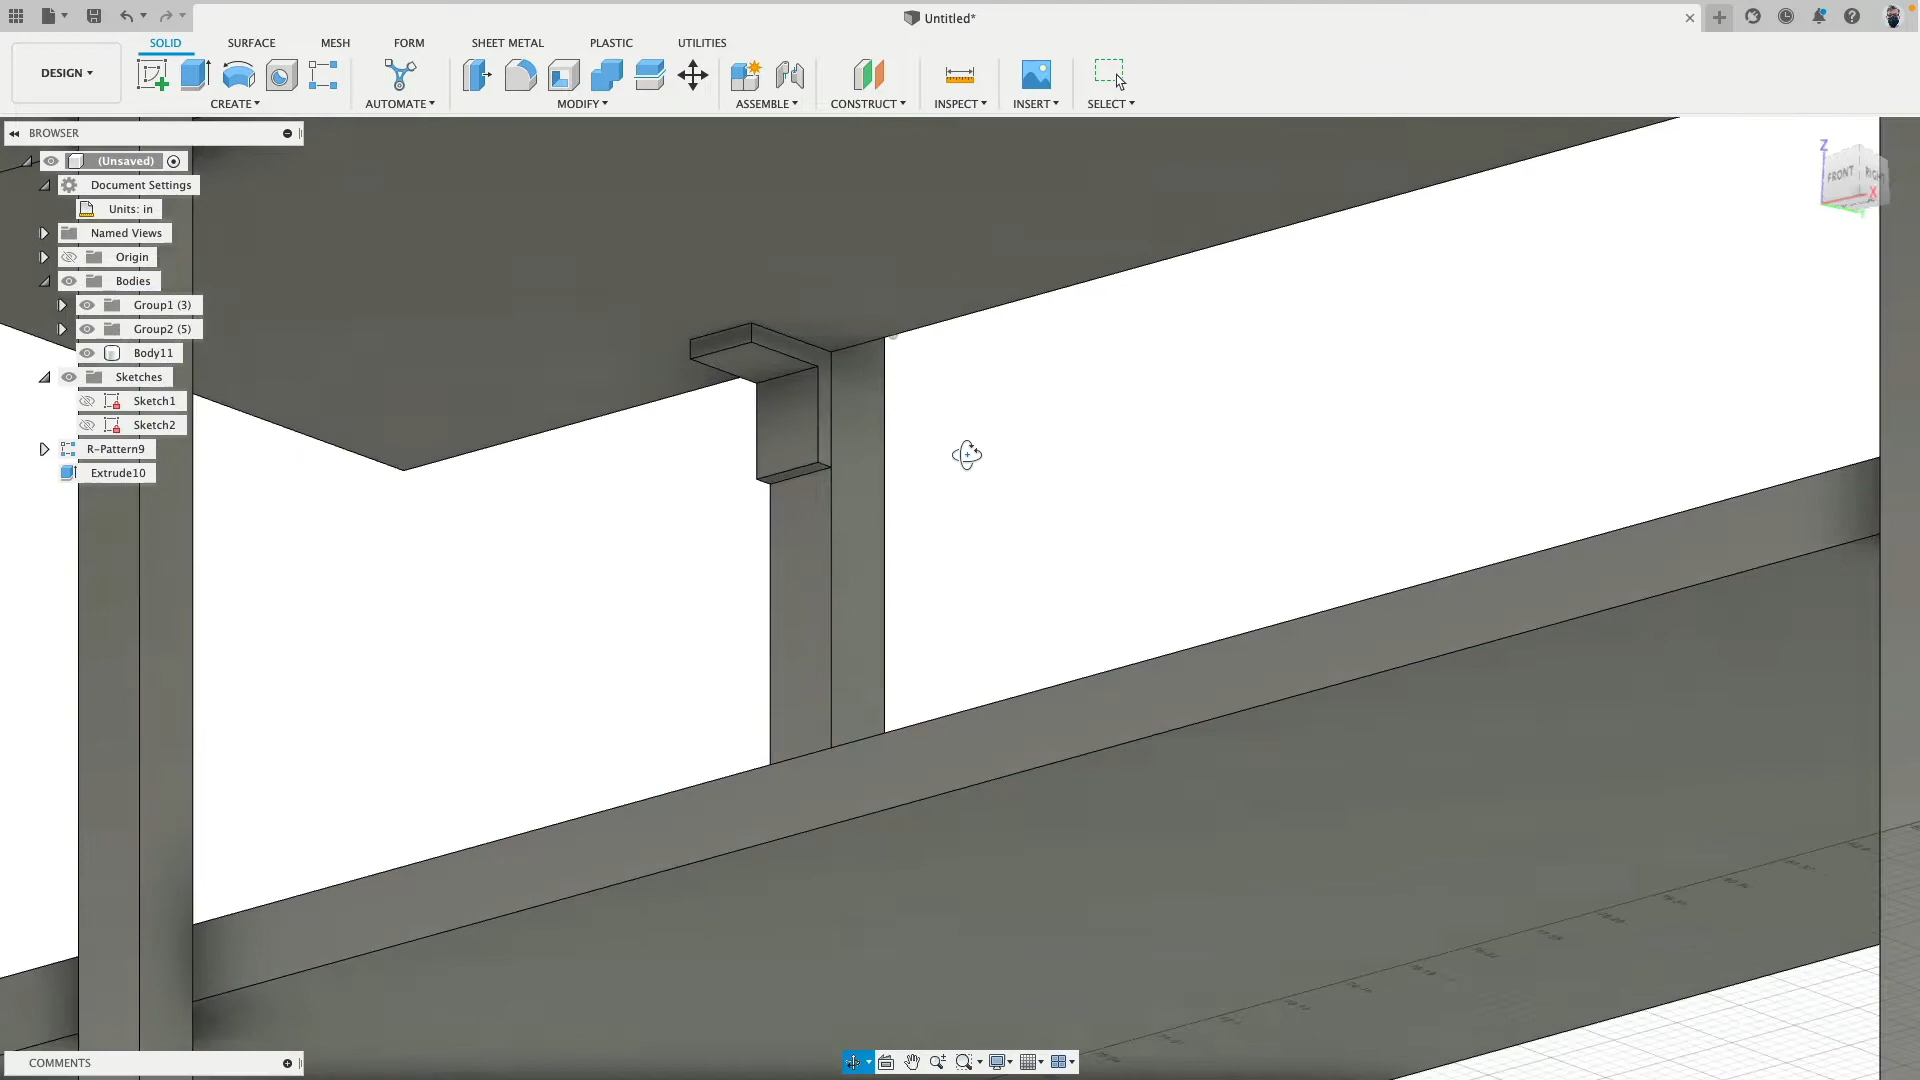 Untitled*
DESIGN
SOLID
SURFACE
MESH
FORM
SHEET METAL
PLASTIC
UTILITIES
CREATE
AUTOMATE
MODIFY
ASSEMBLE
CONSTRUCT
INSPECT
INSERT
SELECT
BROWSER
(Unsaved)
Document Settings
Units: in
Named Views
Origin
Bodies
Group1 (3)
Group2 (5)
Body11
Sketches
Sketch1
Sketch2
R-Pattern9
Extrude10
Z
FRONT
RIGHT
X
COMMENTS